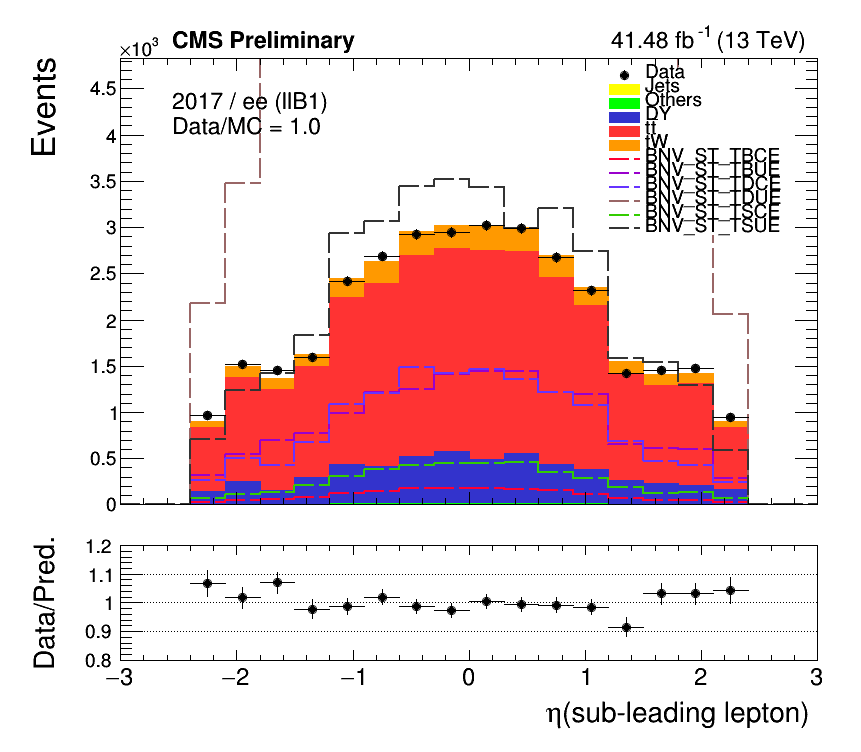 ×10³ CMS Preliminary 41.48 fb⁻¹ (13 TeV)
Events
2017 / ee (IIB1)
Data/MC = 1.0
Data
Jets
Others
DY
tt
tW
BNV_ST_TBCE
BNV_ST_TBUE
BNV_ST_TDCE
BNV_ST_TDUE
BNV_ST_TSCE
BNV_ST_TSUE
4.5
4
3.5
3
2.5
2
1.5
1
0.5
0
Data/Pred.
1.2
1.1
1
0.9
0.8
−3 −2 −1 0 1 2 3
η(sub-leading lepton)